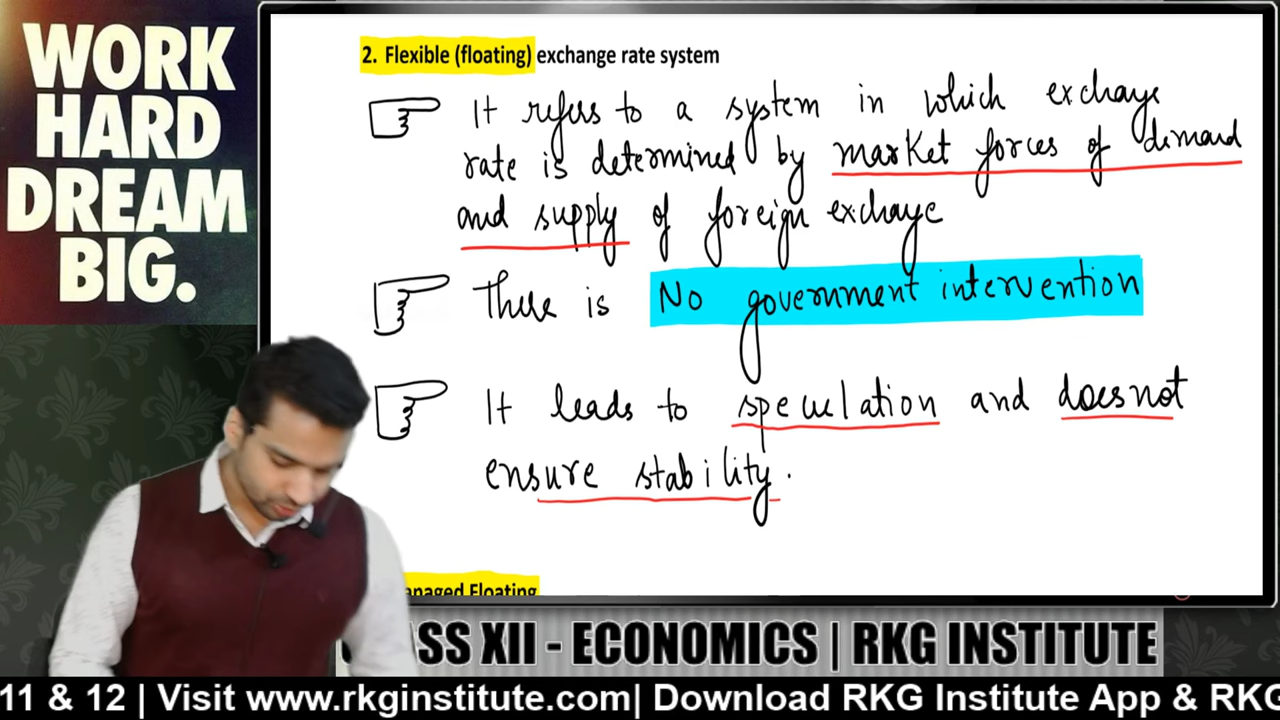 WORK
HARD
DREAM
BIG.
2. Flexible (floating) exchange rate system
It refers to a system in which exchage
rate is determined by market forces of demand
and supply of foreign exchage
There is No government intervention
It leads to speculation and does not
ensure stability.
anaged Floating
ASS XII - ECONOMICS | RKG INSTITUTE
11 & 12 | Visit www.rkginstitute.com| Download RKG Institute App & RKG